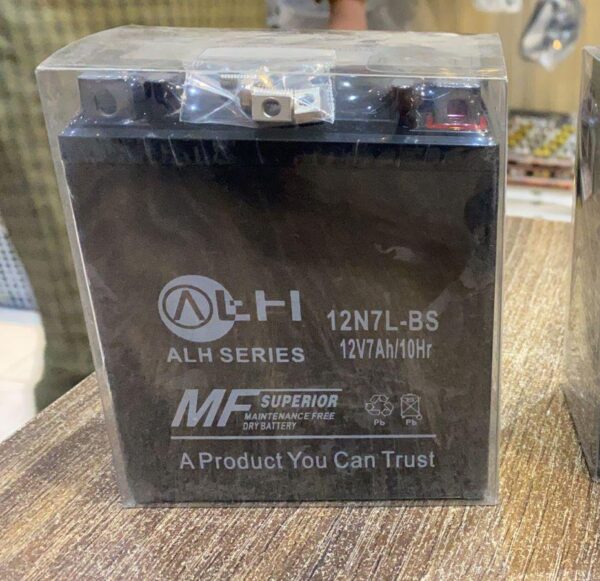 ALH
12N7L-BS
ALH SERIES
12V7Ah/10Hr
MF SUPERIOR
MAINTENANCE FREE
DRY BATTERY
Pb Pb
A Product You Can Trust